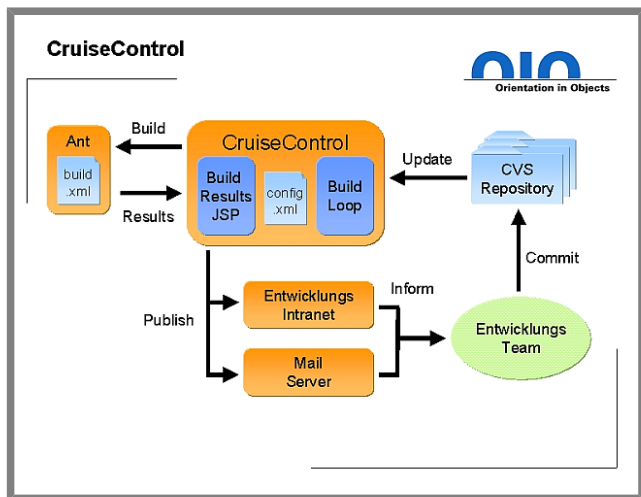 CruiseControl
OIO
Orientation in Objects
Ant
build
.xml
Build
Results
CruiseControl
Build
Results
JSP
config
.xml
Build
Loop
Update
CVS
Repository
Commit
Publish
Entwicklungs
Intranet
Mail
Server
Inform
Entwicklungs
Team